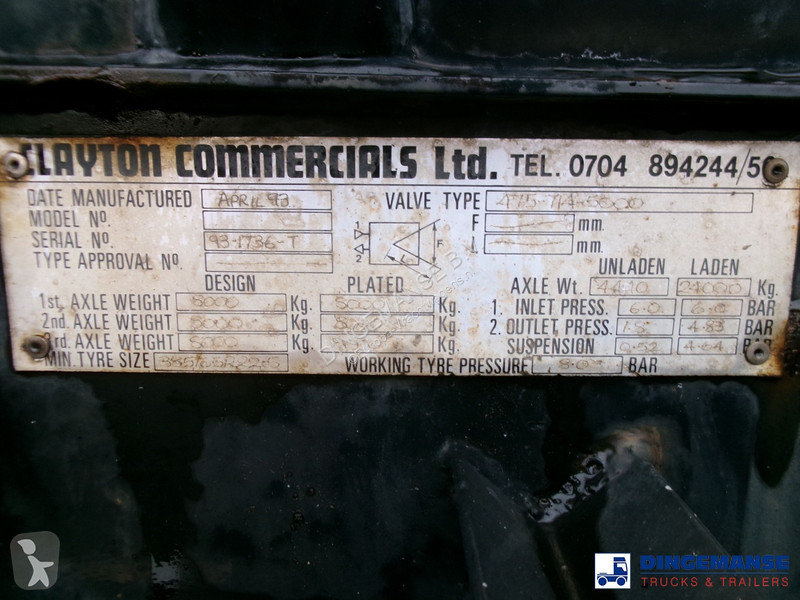 CLAYTON COMMERCIALS Ltd. TEL. 0704 894244/5
DATE MANUFACTURED APRIL 93 VALVE TYPE
MODEL No. F mm.
SERIAL No. 93-1736-T L mm.
TYPE APPROVAL No.
1 2 F L
DESIGN PLATED UNLADEN LADEN
AXLE Wt. 4410 24000 Kg.
1st. AXLE WEIGHT 8000 Kg. Kg.
1. INLET PRESS. 6.0 6.0 BAR
2nd. AXLE WEIGHT 8000 Kg. Kg.
2. OUTLET PRESS. 1.8 4.83 BAR
3rd. AXLE WEIGHT 8000 Kg. Kg.
SUSPENSION 0.52 4.64
MIN. TYRE SIZE WORKING TYRE PRESSURE BAR
DINGEMANSE
TRUCKS & TRAILERS